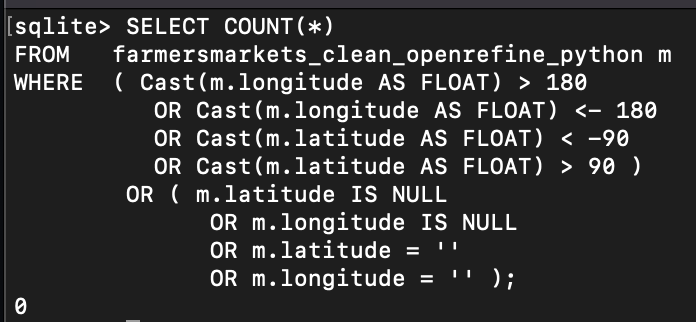 [sqlite> SELECT COUNT(*)
FROM   farmersmarkets_clean_openrefine_python m
WHERE  ( Cast(m.longitude AS FLOAT) > 180
          OR Cast(m.longitude AS FLOAT) <- 180
          OR Cast(m.latitude AS FLOAT) < -90
          OR Cast(m.latitude AS FLOAT) > 90 )
        OR ( m.latitude IS NULL
              OR m.longitude IS NULL
              OR m.latitude = ''
              OR m.longitude = '' );
0